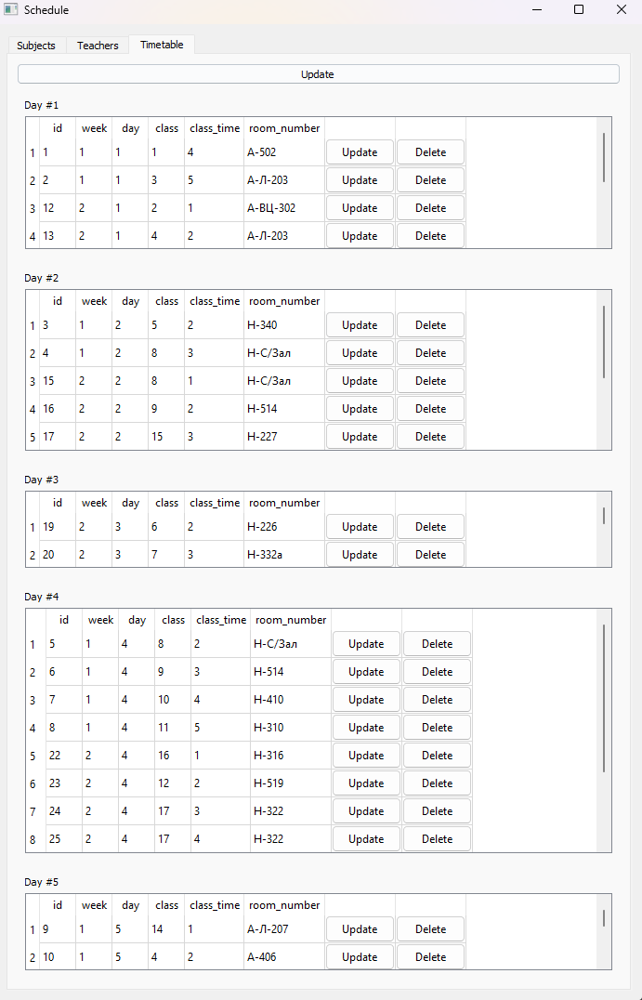 Schedule
Subjects Teachers Timetable
Update
Day #1
id week day class class_time room_number
1 1 1 1 1 4 А-502 Update Delete
2 2 1 1 3 5 А-Л-203 Update Delete
3 12 2 1 2 1 А-ВЦ-302 Update Delete
4 13 2 1 4 2 А-Л-203 Update Delete
Day #2
id week day class class_time room_number
1 3 1 2 5 2 Н-340 Update Delete
2 4 1 2 8 3 Н-С/Зал Update Delete
3 15 2 2 8 1 Н-С/Зал Update Delete
4 16 2 2 9 2 Н-514 Update Delete
5 17 2 2 15 3 Н-227 Update Delete
Day #3
id week day class class_time room_number
1 19 2 3 6 2 Н-226 Update Delete
2 20 2 3 7 3 Н-332а Update Delete
Day #4
id week day class class_time room_number
1 5 1 4 8 2 Н-С/Зал Update Delete
2 6 1 4 9 3 Н-514 Update Delete
3 7 1 4 10 4 Н-410 Update Delete
4 8 1 4 11 5 Н-310 Update Delete
5 22 2 4 16 1 Н-316 Update Delete
6 23 2 4 12 2 Н-519 Update Delete
7 24 2 4 17 3 Н-322 Update Delete
8 25 2 4 17 4 Н-322 Update Delete
Day #5
id week day class class_time room_number
1 9 1 5 14 1 А-Л-207 Update Delete
2 10 1 5 4 2 А-406 Update Delete